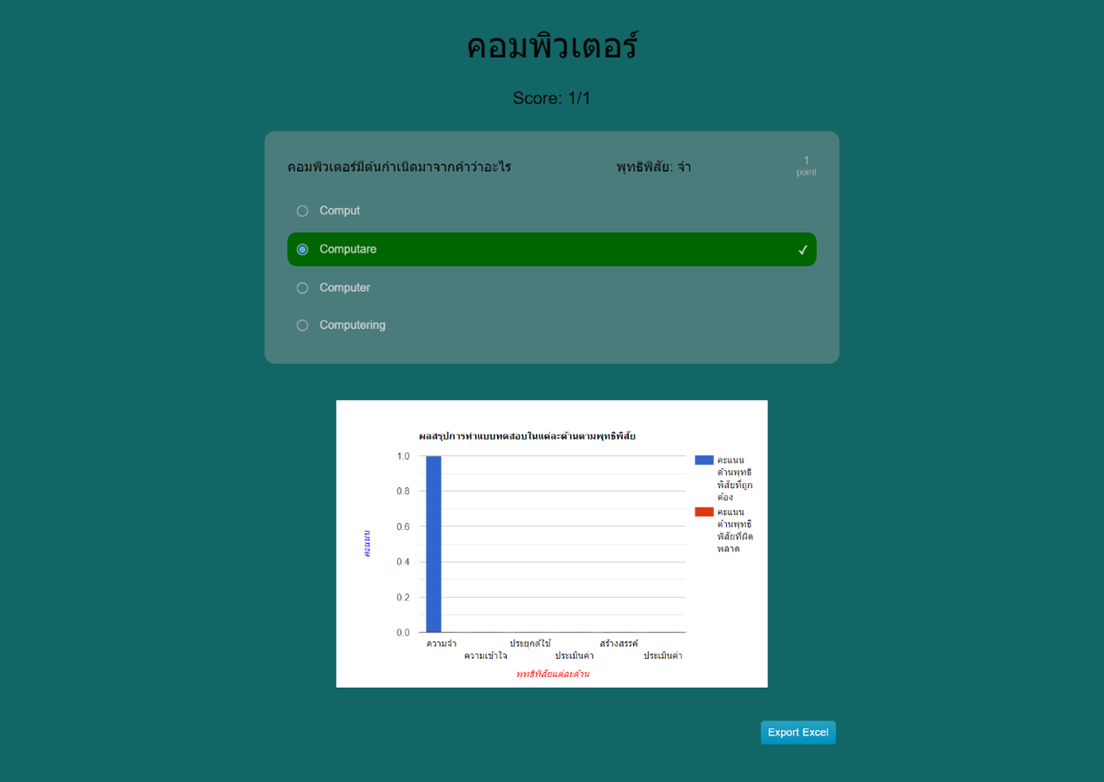 คอมพิวเตอร์
Score: 1/1
คอมพิวเตอร์มีต้นกำเนิดมาจากคำว่าอะไร
พุทธิพิสัย: จำ
1
point
Comput
Computare
Computer
Computering
ผลสรุปการทำแบบทดสอบในแต่ละด้านตามพุทธิพิสัย
1.0
0.8
0.6
0.4
0.2
0.0
คะแนน
คะแนน
ด้านพุทธิ
พิสัยที่ถูก
ต้อง
คะแนน
ด้านพุทธิ
พิสัยที่ผิด
พลาด
ความจำ
ประยุกต์ใช้
สร้างสรรค์
ความเข้าใจ
ประเมินค่า
ประเมินค่า
พุทธิพิสัยแต่ละด้าน
Export Excel